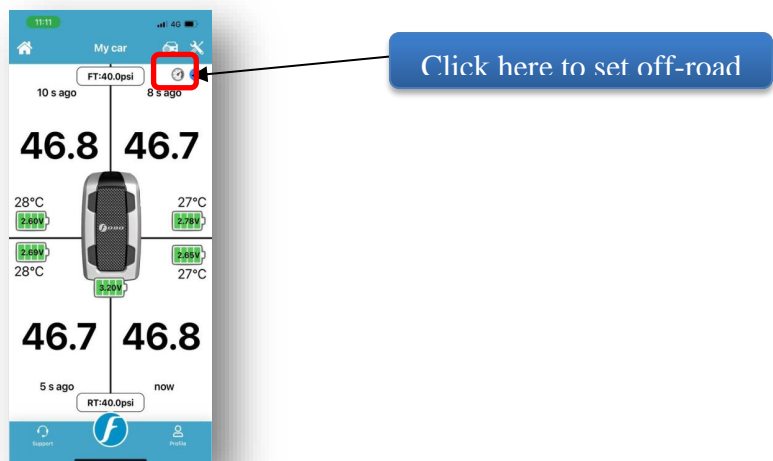 11:11
4G
My car
FT:40.0psi
10 s ago
8 s ago
46.8
46.7
28°C
27°C
2.60V
2.78V
FOBO
2.69V
2.65V
28°C
27°C
3.20V
46.7
46.8
5 s ago
now
RT:40.0psi
Support
Profile
Click here to set off-road